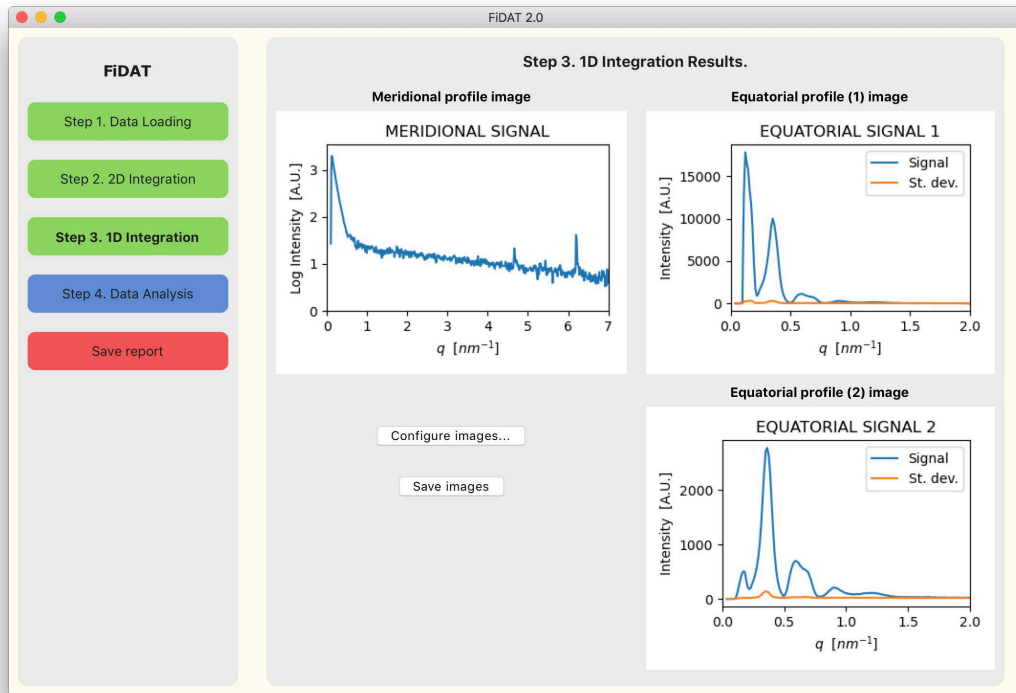 FiDAT 2.0
FiDAT
Step 1. Data Loading
Step 2. 2D Integration
Step 3. 1D Integration
Step 4. Data Analysis
Save report
Step 3. 1D Integration Results.
Meridional profile image
MERIDIONAL SIGNAL
Log Intensity [A.U.]
3
2
1
0
0 1 2 3 4 5 6 7
q [nm⁻¹]
Configure images...
Save images
Equatorial profile (1) image
EQUATORIAL SIGNAL 1
Signal
St. dev.
Intensity [A.U.]
15000
10000
5000
0
0.0 0.5 1.0 1.5 2.0
q [nm⁻¹]
Equatorial profile (2) image
EQUATORIAL SIGNAL 2
Signal
St. dev.
Intensity [A.U.]
2000
1000
0
0.0 0.5 1.0 1.5 2.0
q [nm⁻¹]